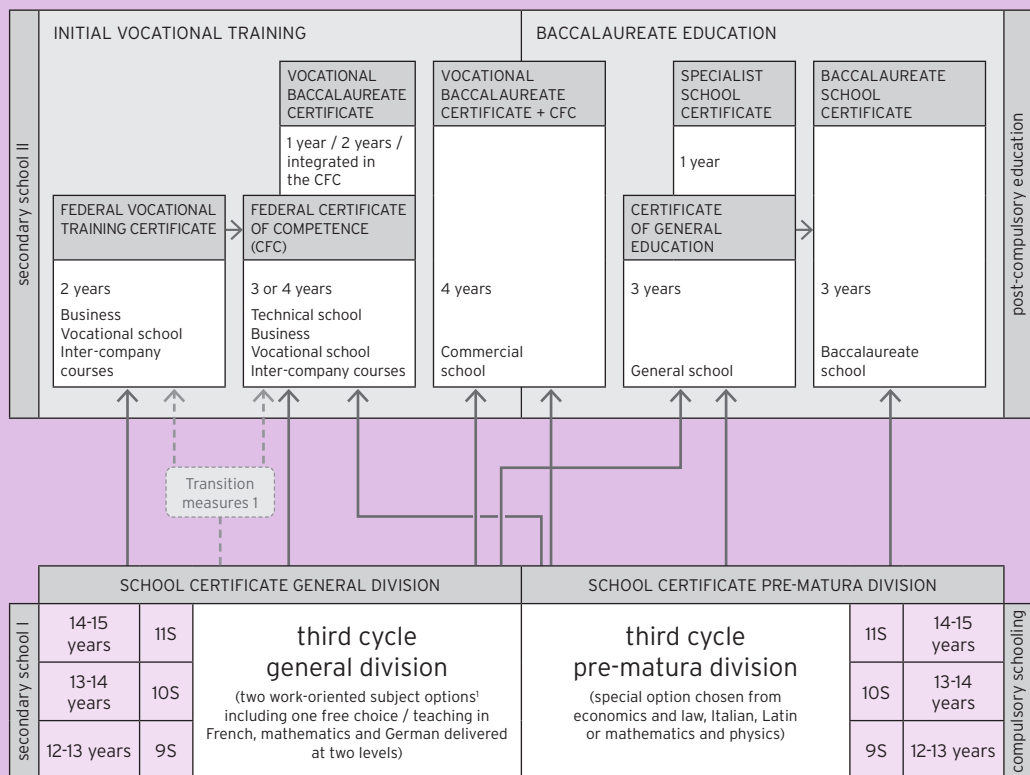 INITIAL VOCATIONAL TRAINING
BACCALAUREATE EDUCATION
secondary school II
post-compulsory education
VOCATIONAL
BACCALAUREATE
CERTIFICATE
1 year / 2 years /
integrated in
the CFC
VOCATIONAL
BACCALAUREATE
CERTIFICATE + CFC
SPECIALIST
SCHOOL
CERTIFICATE
1 year
BACCALAUREATE
SCHOOL
CERTIFICATE
FEDERAL VOCATIONAL
TRAINING CERTIFICATE
2 years
Business
Vocational school
Inter-company
courses
FEDERAL CERTIFICATE
OF COMPETENCE
(CFC)
3 or 4 years
Technical school
Business
Vocational school
Inter-company courses
4 years
Commercial
school
CERTIFICATE
OF GENERAL
EDUCATION
3 years
General school
3 years
Baccalaureate
school
Transition
measures 1
SCHOOL CERTIFICATE GENERAL DIVISION
SCHOOL CERTIFICATE PRE-MATURA DIVISION
secondary school I
compulsory schooling
14-15
years
11S
13-14
years
10S
12-13 years
9S
third cycle
general division
(two work-oriented subject options¹
including one free choice / teaching in
French, mathematics and German delivered
at two levels)
third cycle
pre-matura division
(special option chosen from
economics and law, Italian, Latin
or mathematics and physics)
11S
14-15
years
10S
13-14
years
9S
12-13 years